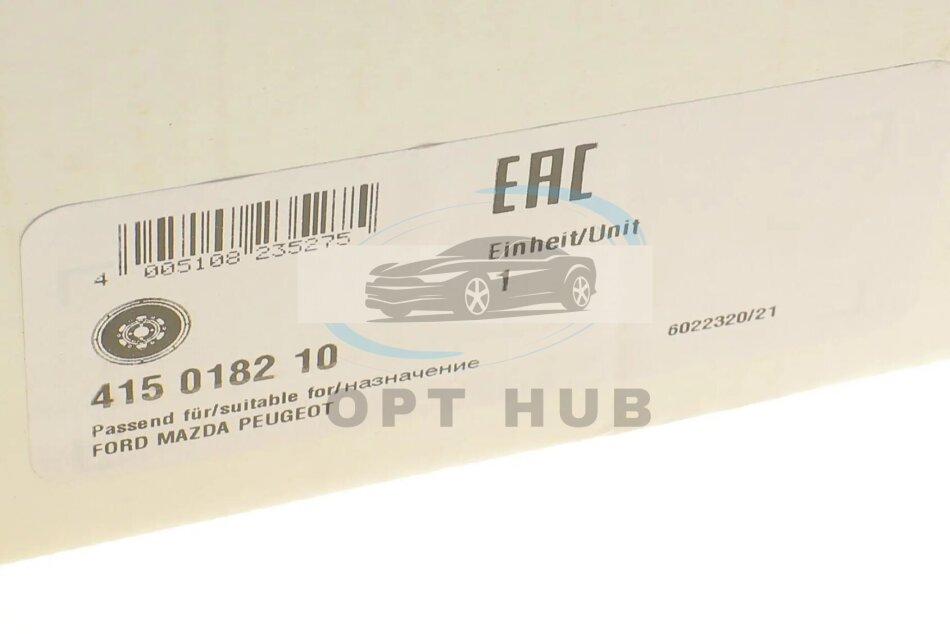 EAC
4 005108 235275
Einheit/Unit
1
6022320/21
415 0182 10
Passend für/suitable for/назначение
FORD MAZDA PEUGEOT
OPT HUB